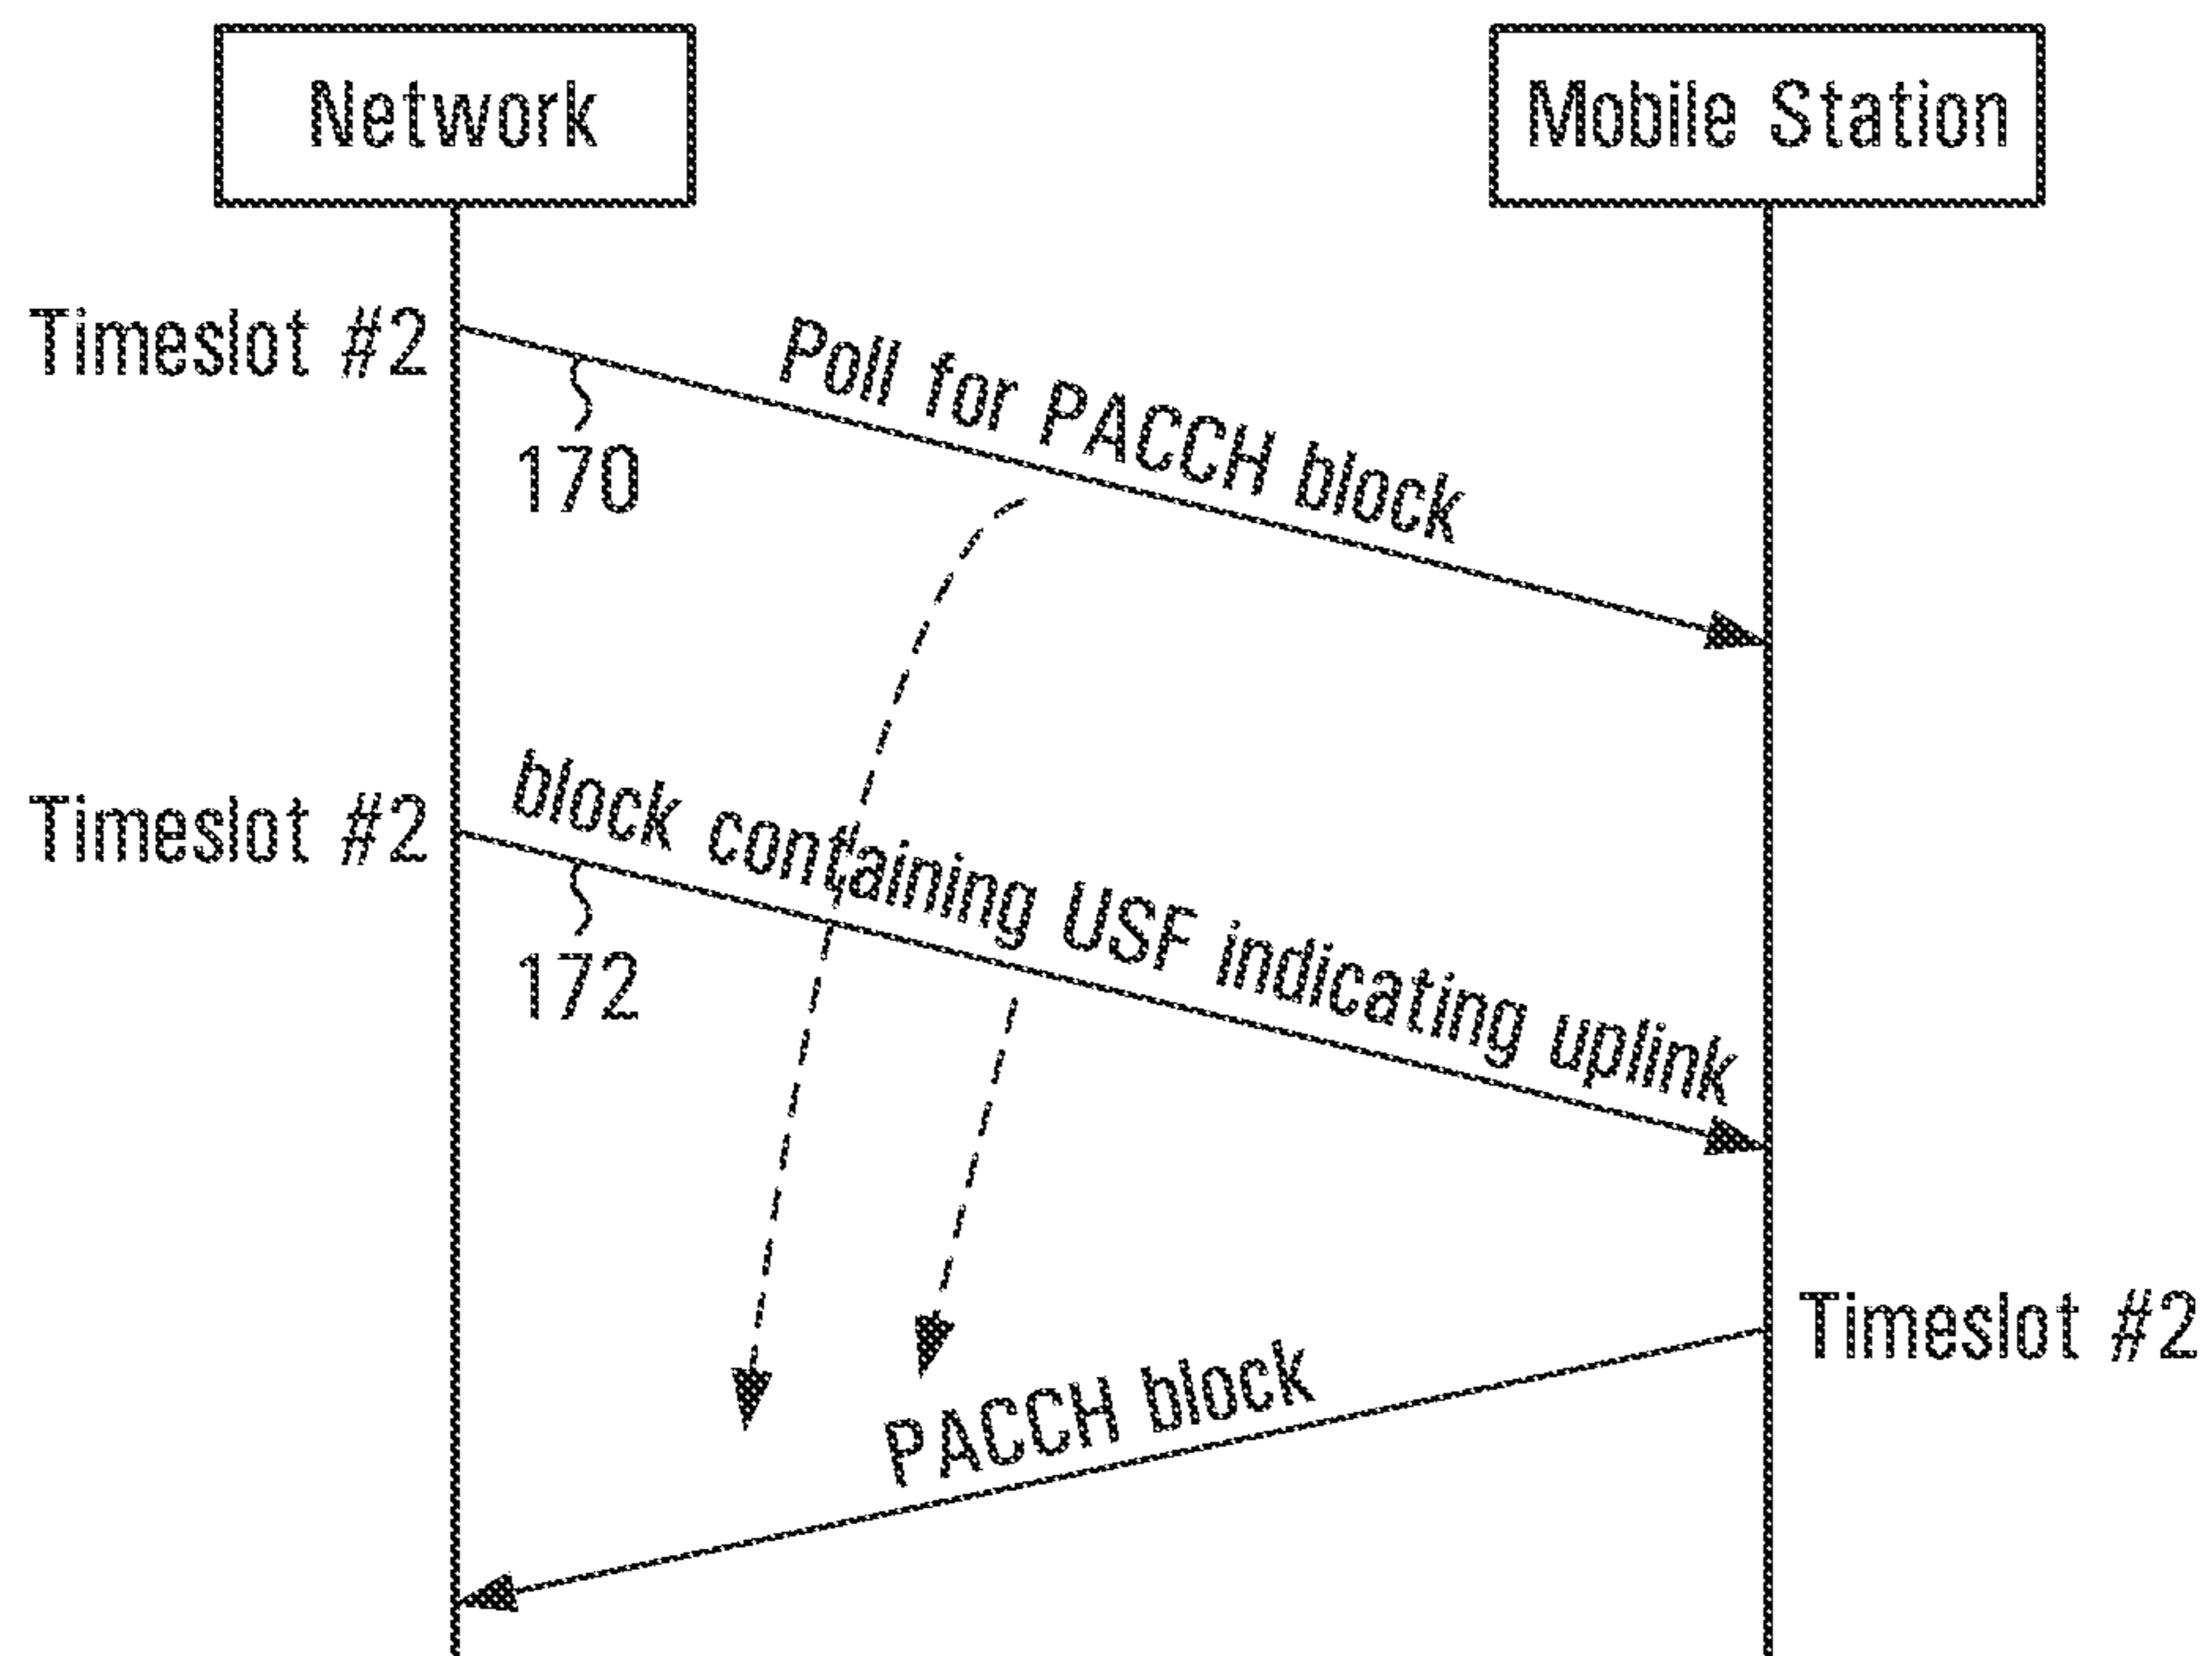 Network
Mobile Station
Timeslot #2
Poll for PACCH block
170
Timeslot #2
block containing USF indicating uplink
172
Timeslot #2
PACCH block